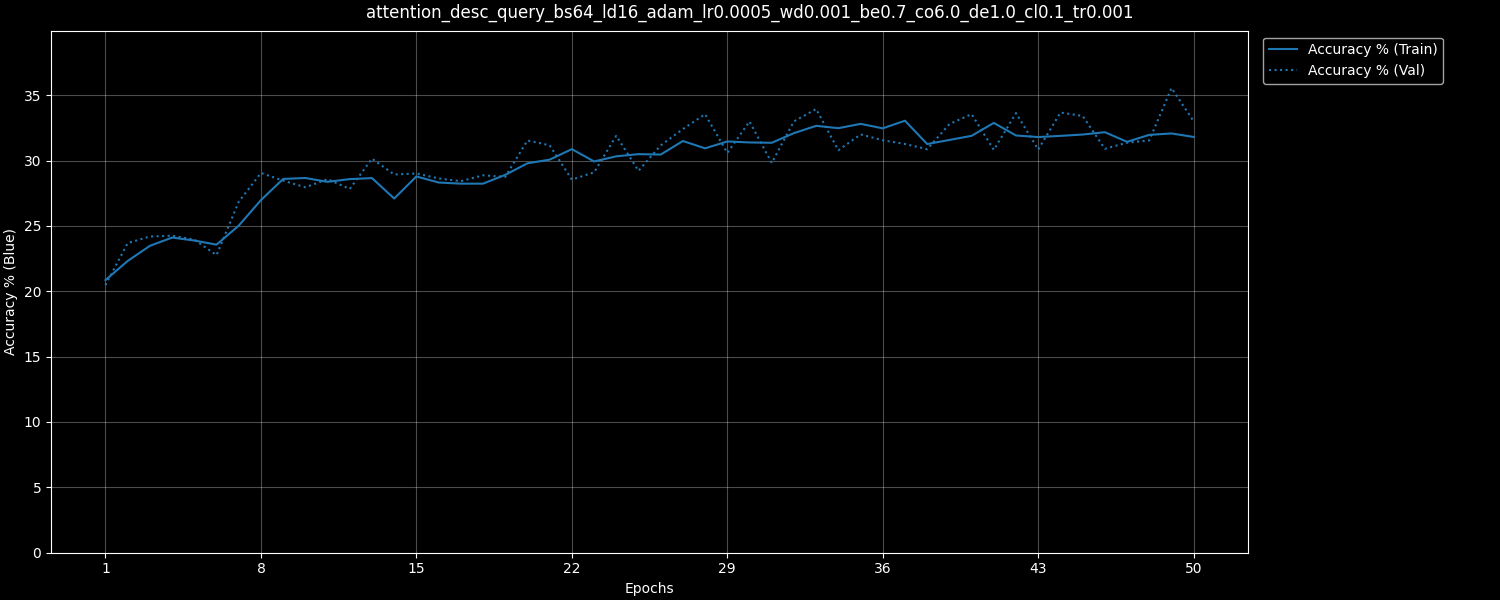 attention_desc_query_bs64_ld16_adam_lr0.0005_wd0.001_be0.7_co6.0_de1.0_cl0.1_tr0.001
Accuracy % (Train)
Accuracy % (Val)
Accuracy % (Blue)
35
30
25
20
15
10
5
0
1 8 15 22 29 36 43 50
Epochs